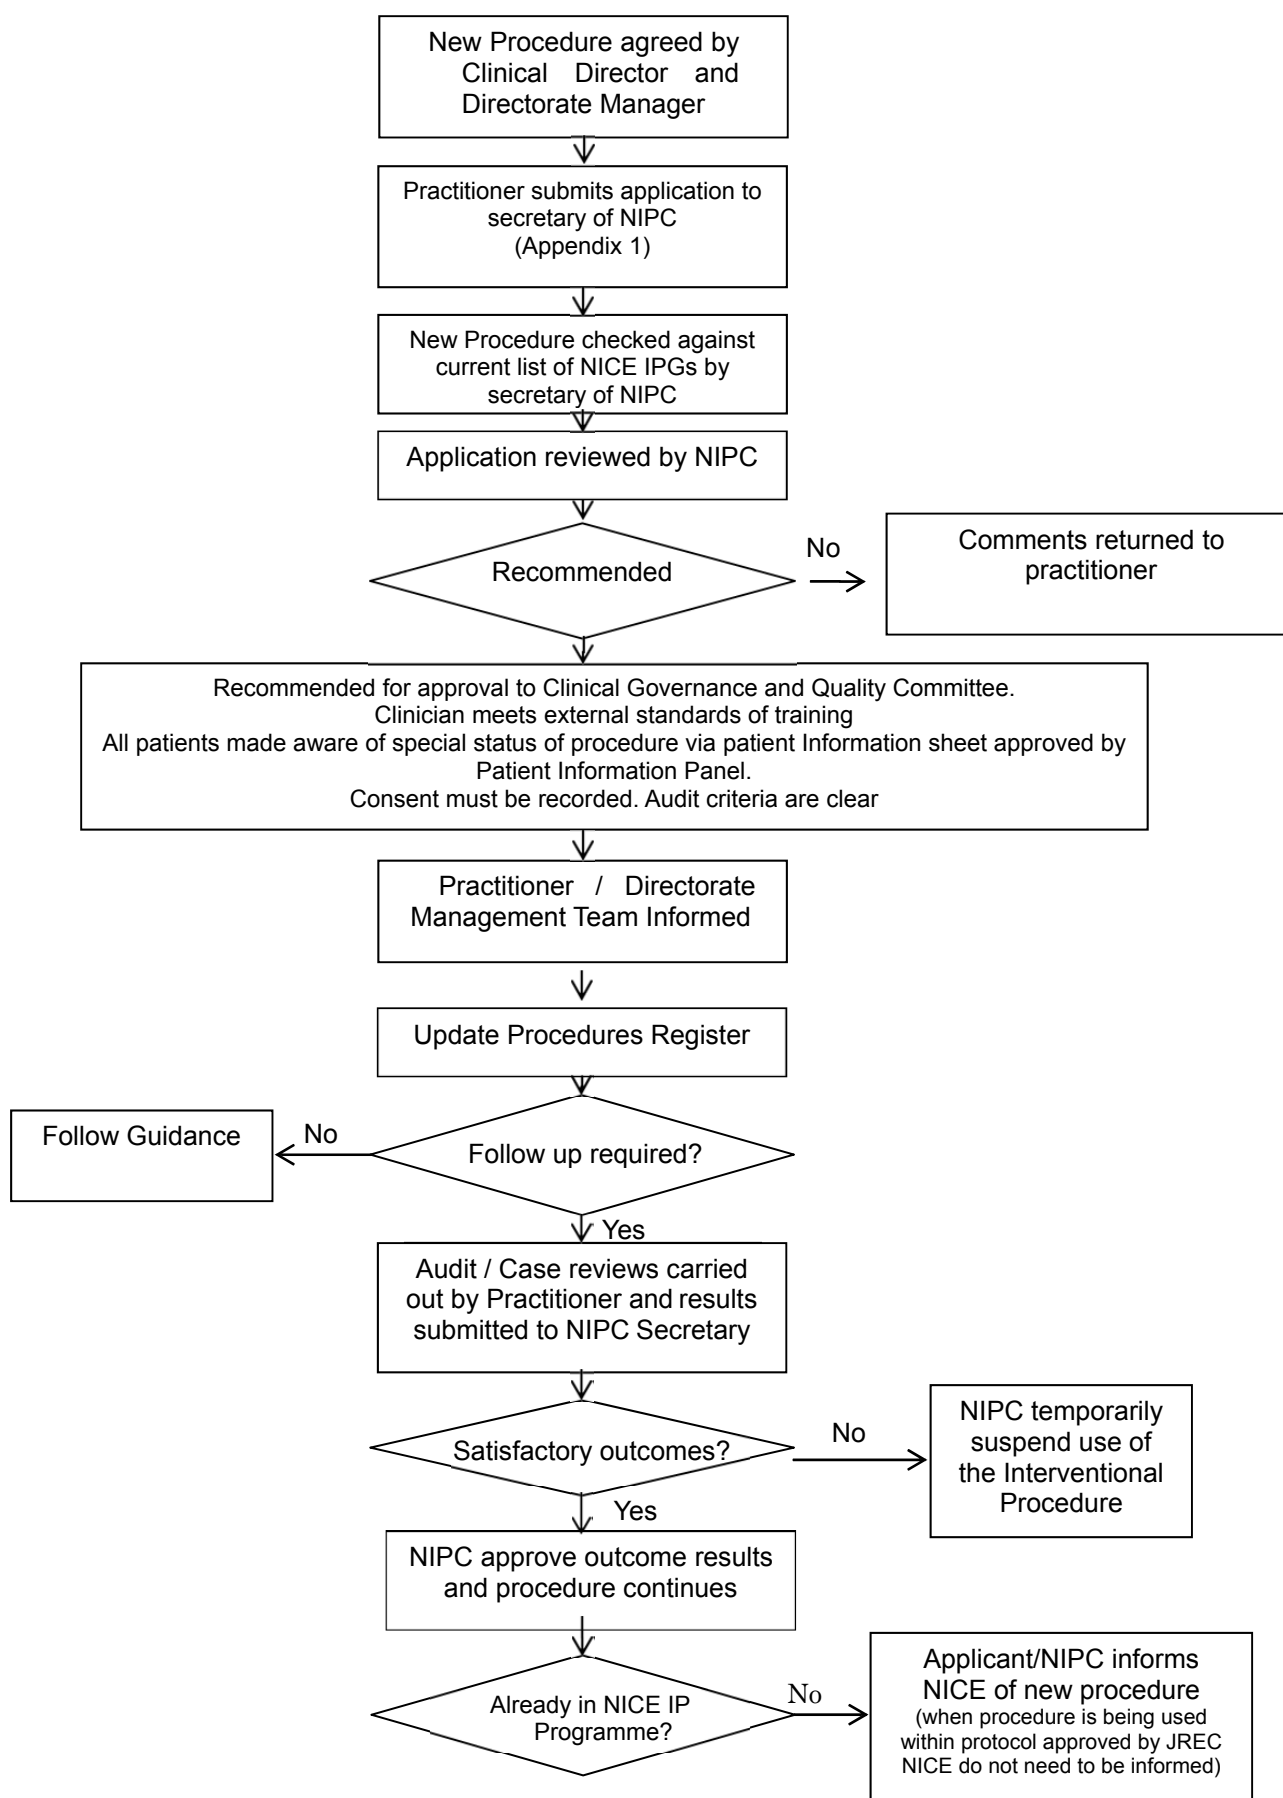 New Procedure agreed by
Clinical Director and
Directorate Manager
Practitioner submits application to
secretary of NIPC
(Appendix 1)
New Procedure checked against
current list of NICE IPGs by
secretary of NIPC
Application reviewed by NIPC
Recommended
No
Comments returned to
practitioner
Recommended for approval to Clinical Governance and Quality Committee.
Clinician meets external standards of training
All patients made aware of special status of procedure via patient Information sheet approved by
Patient Information Panel.
Consent must be recorded. Audit criteria are clear
Practitioner / Directorate
Management Team Informed
Update Procedures Register
Follow up required?
No
Follow Guidance
Yes
Audit / Case reviews carried
out by Practitioner and results
submitted to NIPC Secretary
Satisfactory outcomes?
No
NIPC temporarily
suspend use of
the Interventional
Procedure
Yes
NIPC approve outcome results
and procedure continues
Already in NICE IP
Programme?
No
Applicant/NIPC informs
NICE of new procedure
(when procedure is being used
within protocol approved by JREC
NICE do not need to be informed)